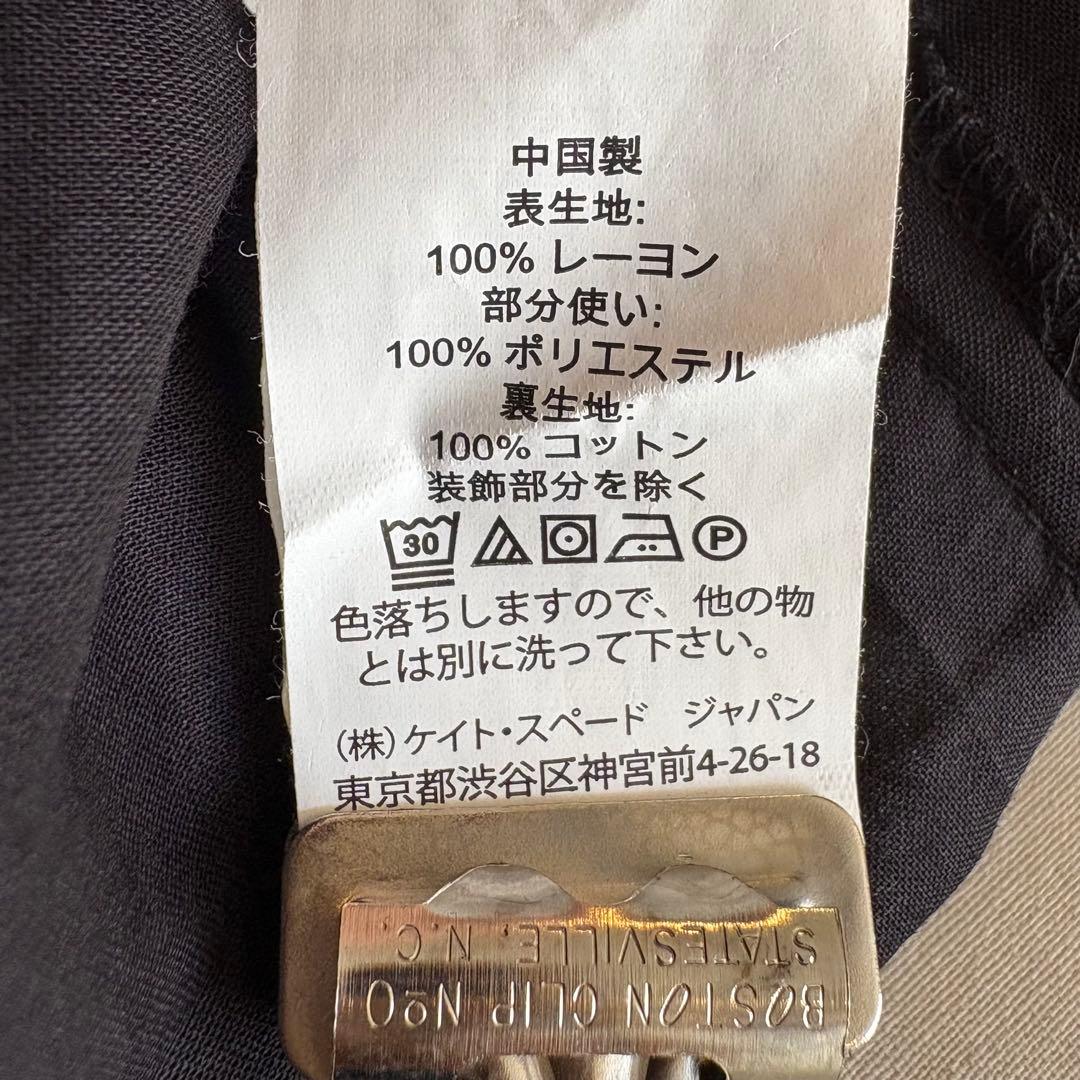 中国製
表生地:
100% レーヨン
部分使い:
100% ポリエステル
裏生地:
100% コットン
装飾部分を除く
30 P
色落ちしますので、他の物
とは別に洗って下さい。
(株)ケイト・スペード ジャパン
東京都渋谷区神宮前4-26-18
BOSTON CLIP Nº0
STATESVILLE, N.C.